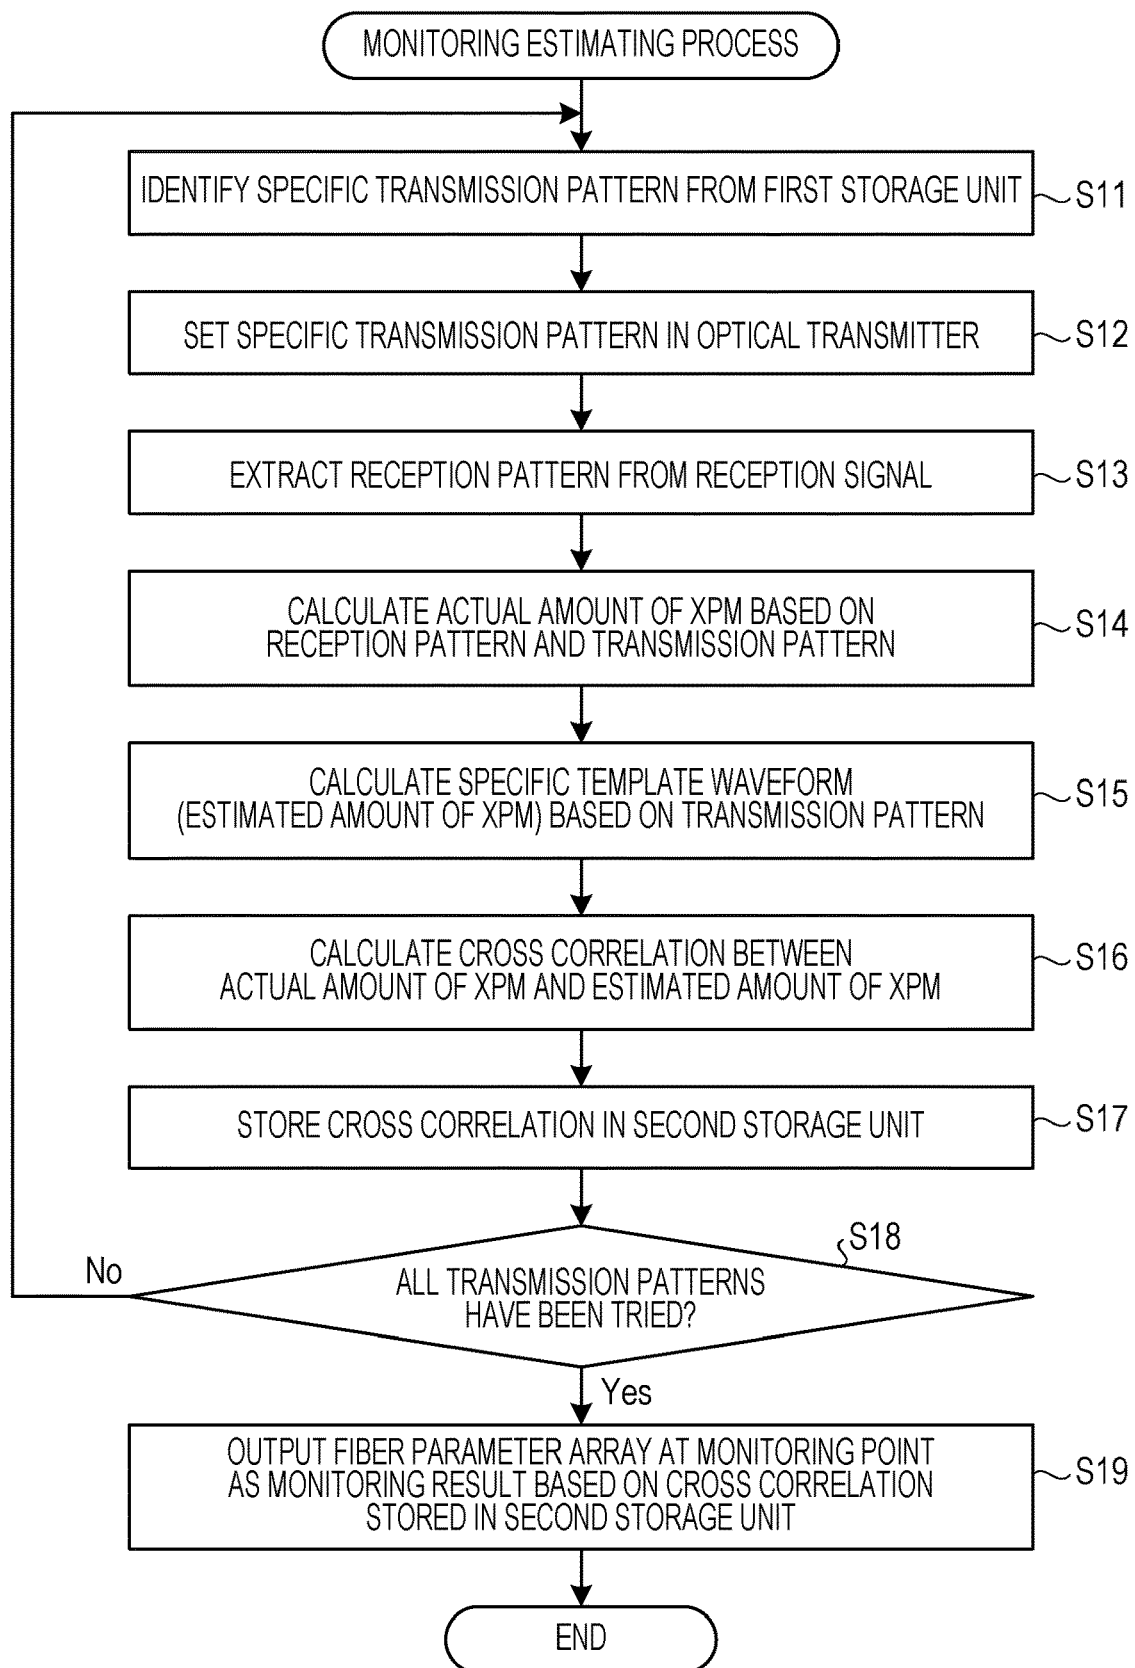 MONITORING ESTIMATING PROCESS
IDENTIFY SPECIFIC TRANSMISSION PATTERN FROM FIRST STORAGE UNIT
S11
SET SPECIFIC TRANSMISSION PATTERN IN OPTICAL TRANSMITTER
S12
EXTRACT RECEPTION PATTERN FROM RECEPTION SIGNAL
S13
CALCULATE ACTUAL AMOUNT OF XPM BASED ON
RECEPTION PATTERN AND TRANSMISSION PATTERN
S14
CALCULATE SPECIFIC TEMPLATE WAVEFORM
(ESTIMATED AMOUNT OF XPM) BASED ON TRANSMISSION PATTERN
S15
CALCULATE CROSS CORRELATION BETWEEN
ACTUAL AMOUNT OF XPM AND ESTIMATED AMOUNT OF XPM
S16
STORE CROSS CORRELATION IN SECOND STORAGE UNIT
S17
S18
No
ALL TRANSMISSION PATTERNS
HAVE BEEN TRIED?
Yes
OUTPUT FIBER PARAMETER ARRAY AT MONITORING POINT
AS MONITORING RESULT BASED ON CROSS CORRELATION
STORED IN SECOND STORAGE UNIT
S19
END